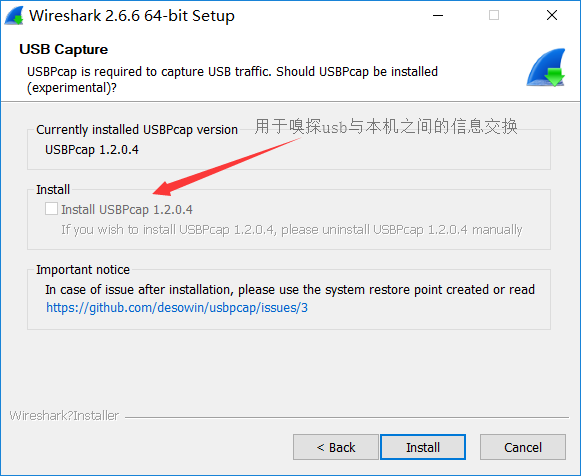 Wireshark 2.6.6 64-bit Setup
USB Capture
USBPcap is required to capture USB traffic. Should USBPcap be installed
(experimental)?
用于嗅探usb与本机之间的信息交换
Currently installed USBPcap version
USBPcap 1.2.0.4
Install
Install USBPcap 1.2.0.4
If you wish to install USBPcap 1.2.0.4, please uninstall USBPcap 1.2.0.4 manually
Important notice
In case of issue after installation, please use the system restore point created or read
https://github.com/desowin/usbpcap/issues/3
Wireshark?Installer
< Back
Install
Cancel